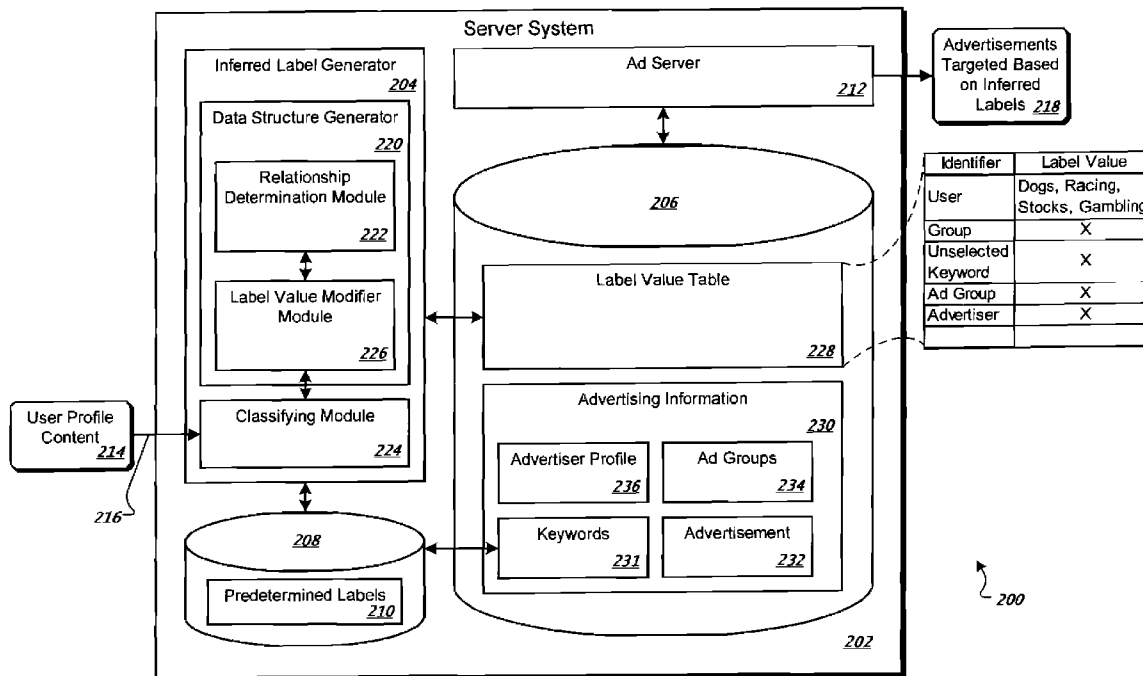 Server System
Inferred Label Generator
204
Data Structure Generator
220
Relationship
Determination Module
222
Label Value Modifier
Module
226
Classifying Module
224
User Profile
Content
214
216
208
Predetermined Labels
210
Ad Server
212
206
Label Value Table
228
Advertising Information
230
Advertiser Profile
236
Ad Groups
234
Keywords
231
Advertisement
232
202
Advertisements
Targeted Based
on Inferred
Labels 218
Identifier Label Value
User Dogs, Racing,
Stocks, Gambling
Group X
Unselected
Keyword X
Ad Group X
Advertiser X
200